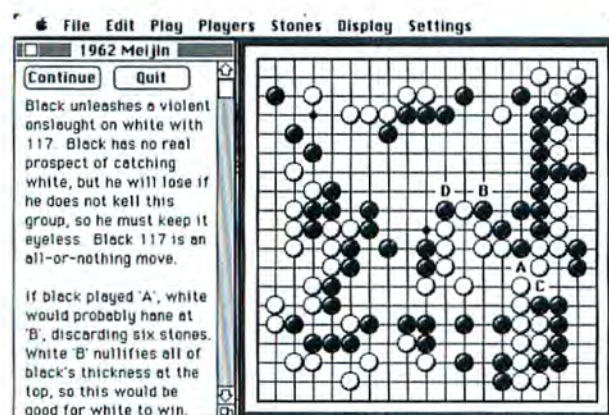 File Edit Play Players Stones Display Settings
1962 Meijin
Continue Quit
Black unleashes a violent
onslaught on white with
117. Black has no real
prospect of catching
white, but he will lose if
he does not kell this
group, so he must keep it
eyeless. Black 117 is an
all-or-nothing move.
If black played 'A', white
would probably hane at
'B', discarding six stones.
White 'B' nullifies all of
black's thickness at the
top, so this would be
good for white to win.
D B
A
C